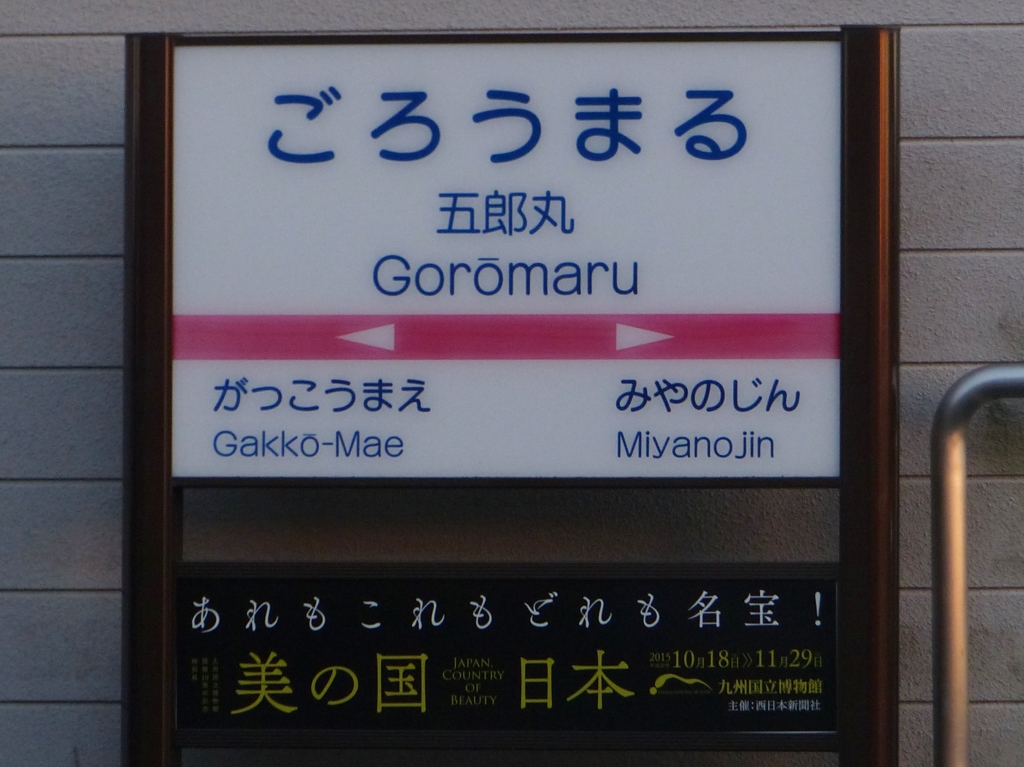 ごろうまる
五郎丸
Gorōmaru
がっこうまえ みやのじん
Gakkō-Mae Miyanojin
あれもこれもどれも名宝!
美の国 JAPAN, COUNTRY OF BEAUTY 日本
2015 10月18日»11月29日
九州国立博物館
主催:西日本新聞社